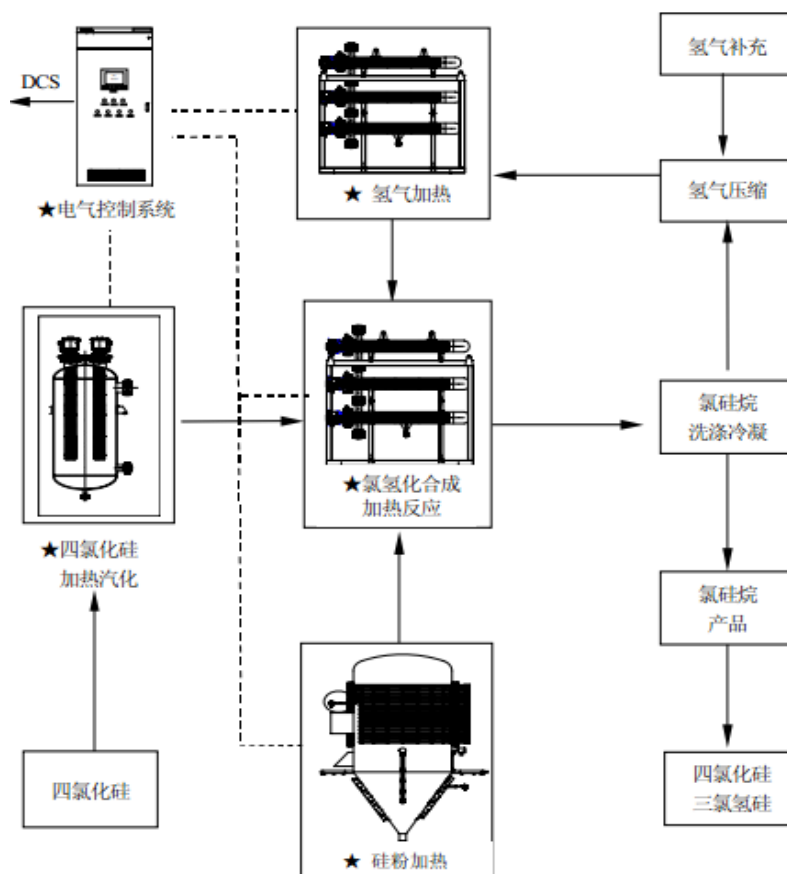 DCS
★电气控制系统
★ 氢气加热
氢气补充
氢气压缩
★四氯化硅
加热汽化
★氯氢化合成
加热反应
氯硅烷
洗涤冷凝
氯硅烷
产品
四氯化硅
★ 硅粉加热
四氯化硅
三氯氢硅